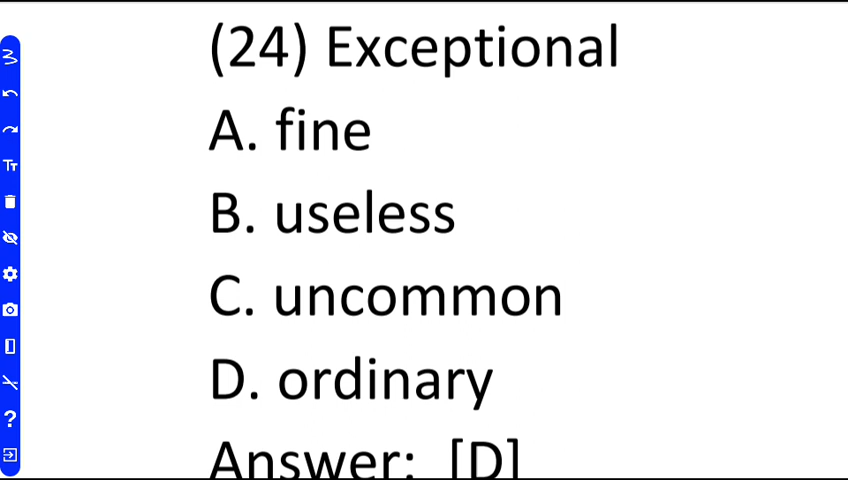 (24) Exceptional
A. fine
B. useless
C. uncommon
D. ordinary
Answer: [D]